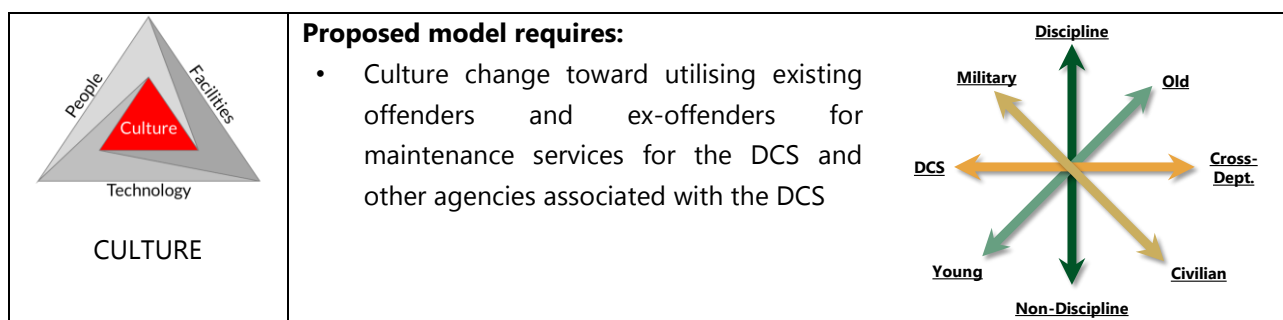 People
Facilities
Culture
Technology
CULTURE
Proposed model requires:
• Culture change toward utilising existing
offenders and ex-offenders for
maintenance services for the DCS and
other agencies associated with the DCS
Discipline
Military
Old
DCS
Cross-
Dept.
Young
Civilian
Non-Discipline